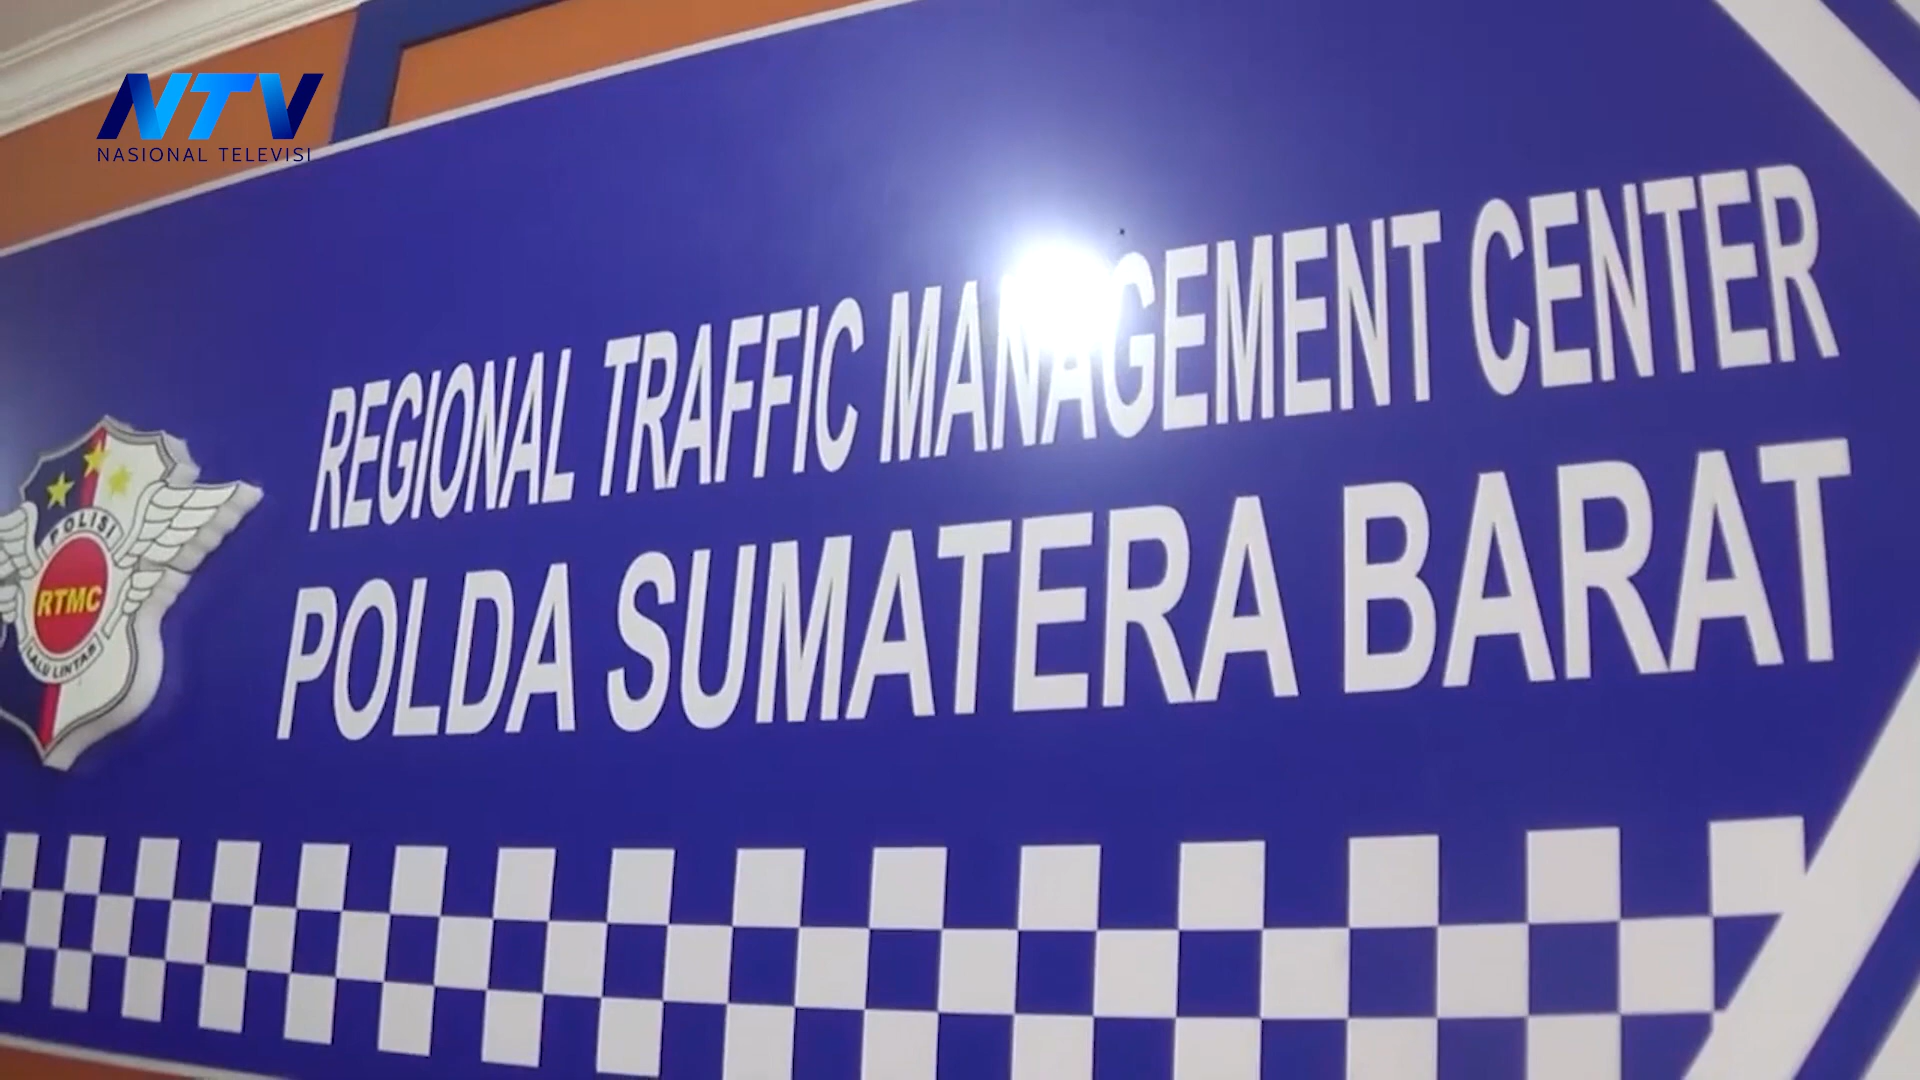 NTV
NASIONAL TELEVISI
REGIONAL TRAFFIC MANAGEMENT CENTER
POLDA SUMATERA BARAT
POLISI
RTMC
LALU LINTAS